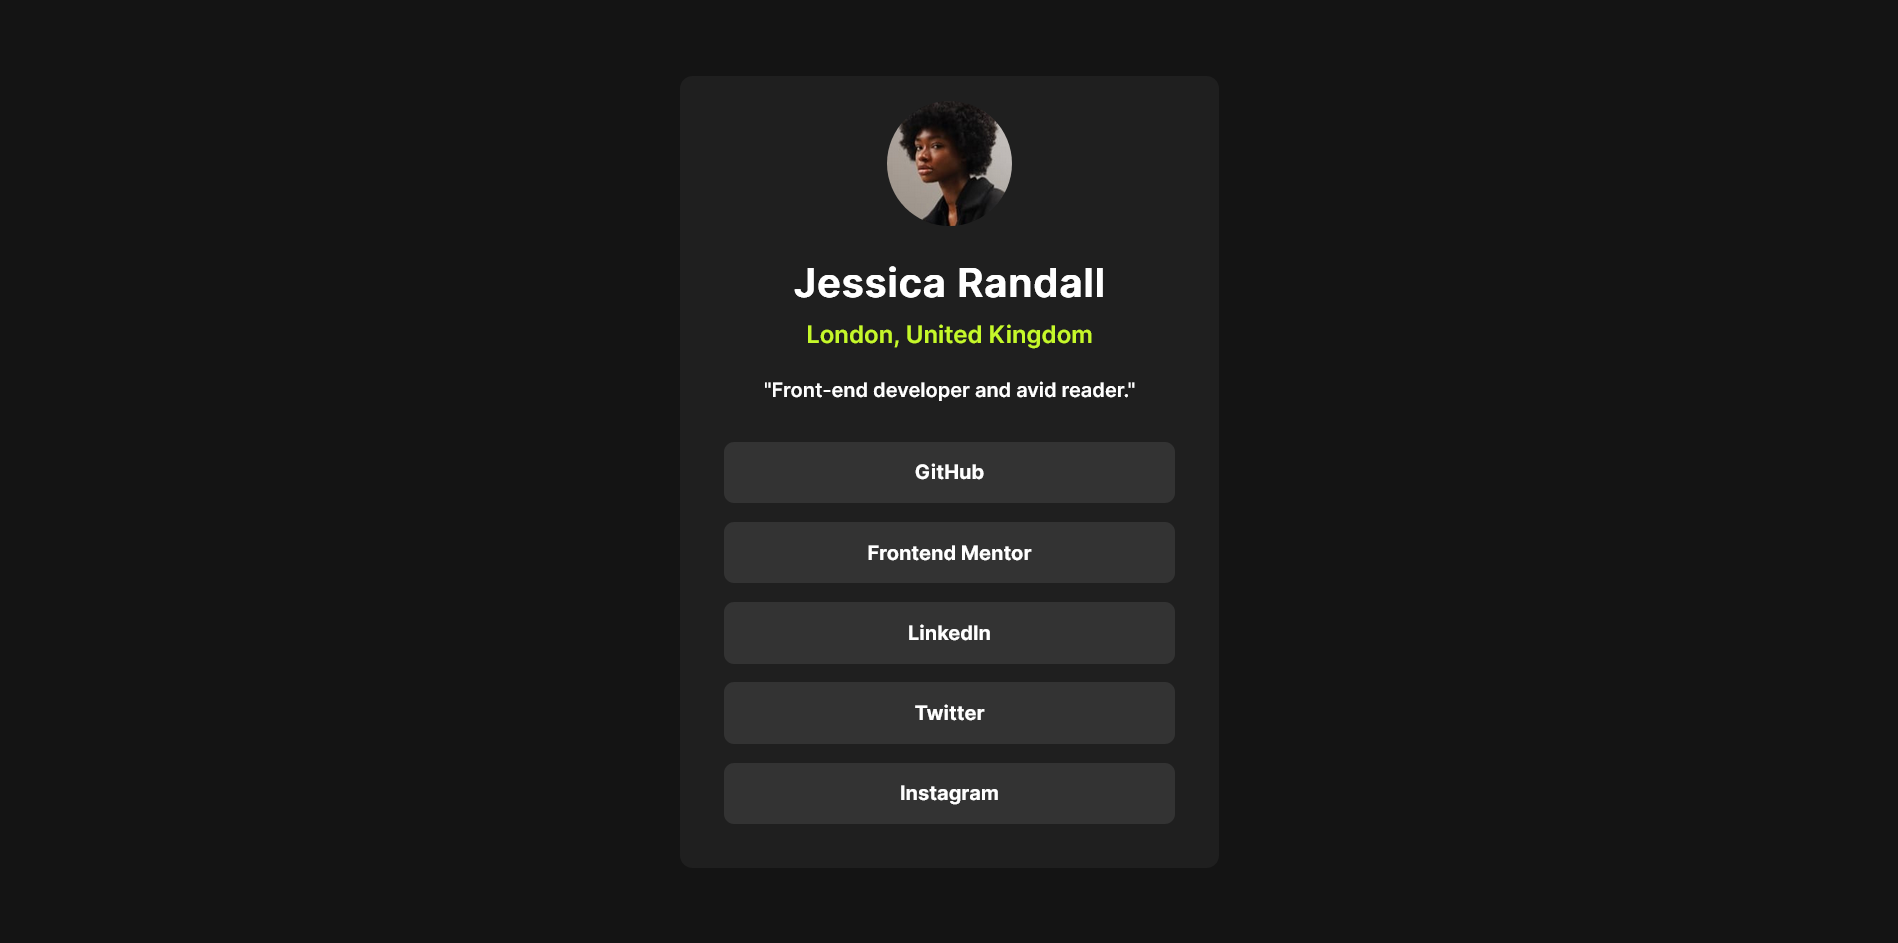 Jessica Randall
London, United Kingdom
"Front-end developer and avid reader."
GitHub
Frontend Mentor
LinkedIn
Twitter
Instagram